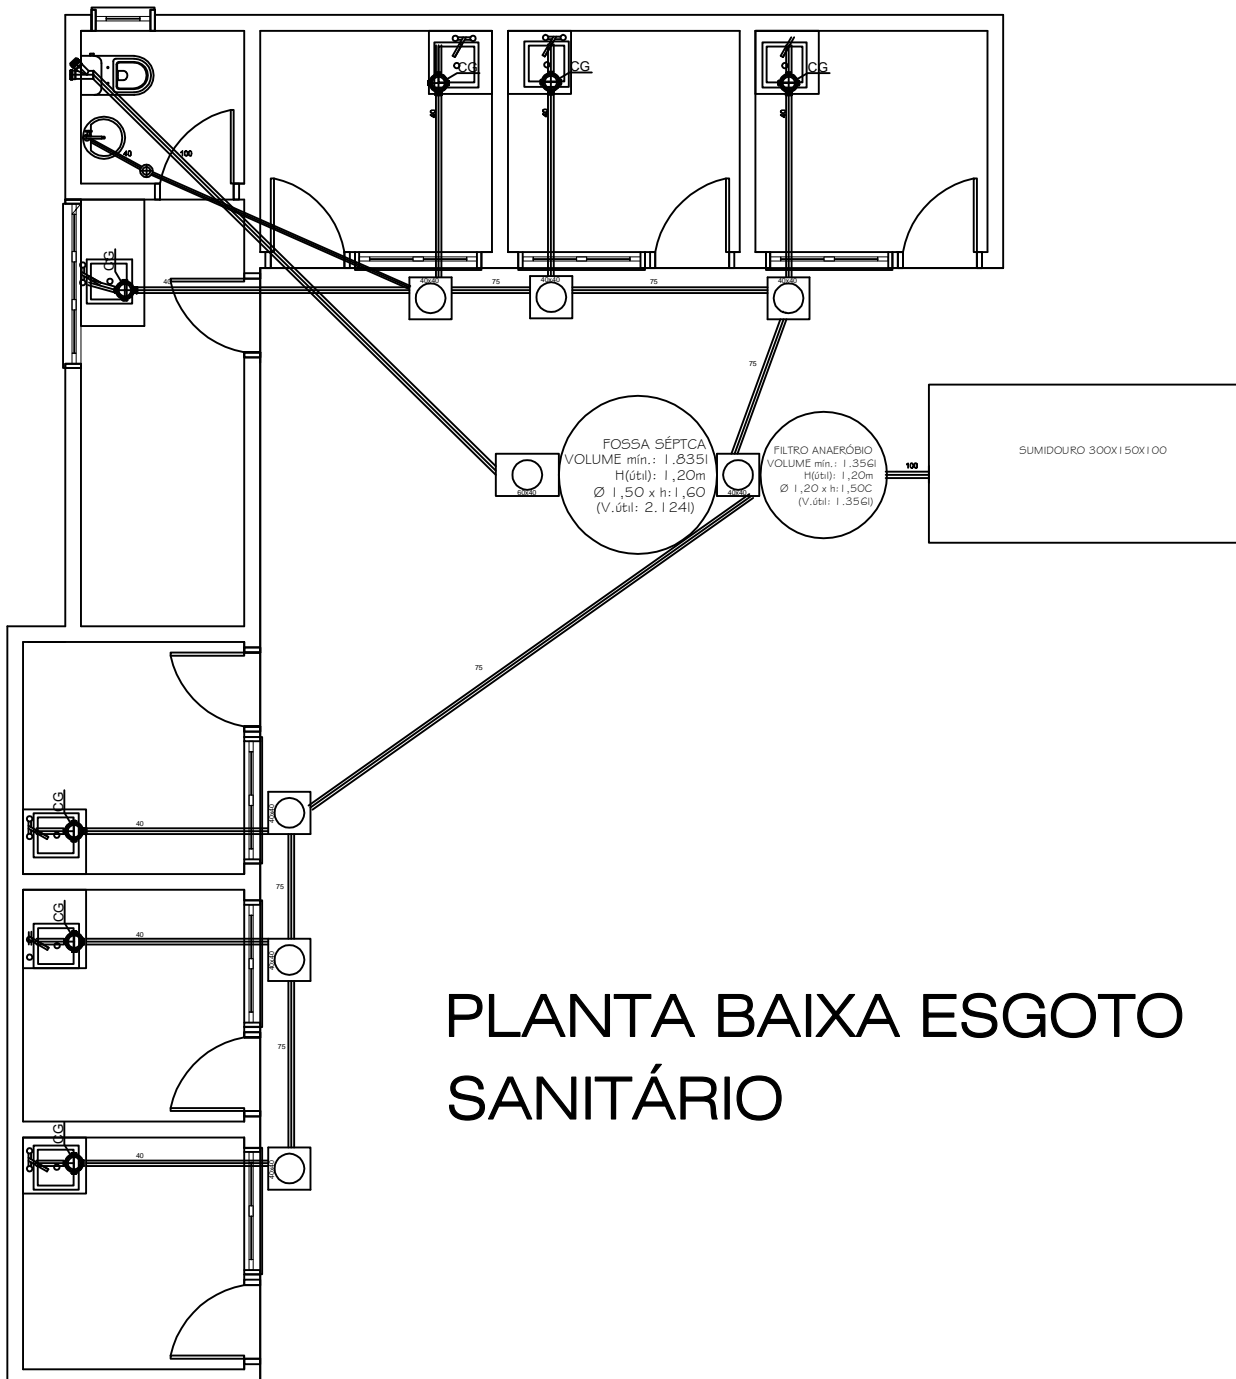 CG
CG
CG
40
40
40
40
100
CG
40
40x40
75
40x40
75
40x40
75
FOSSA SÉPTCA
VOLUME mín.: 1.835l
H(útil): 1,20m
Ø 1,50 x h:1,60
(V.útil: 2.124l)
60x40
40x40
FILTRO ANAERÓBIO
VOLUME mín.: 1.356l
H(útil): 1,20m
Ø 1,20 x h:1,50C
(V.útil: 1.356l)
100
SUMIDOURO 300X150X100
75
CG
40
40x40
75
CG
40
40x40
75
CG
40
40x40
PLANTA BAIXA ESGOTO
SANITÁRIO